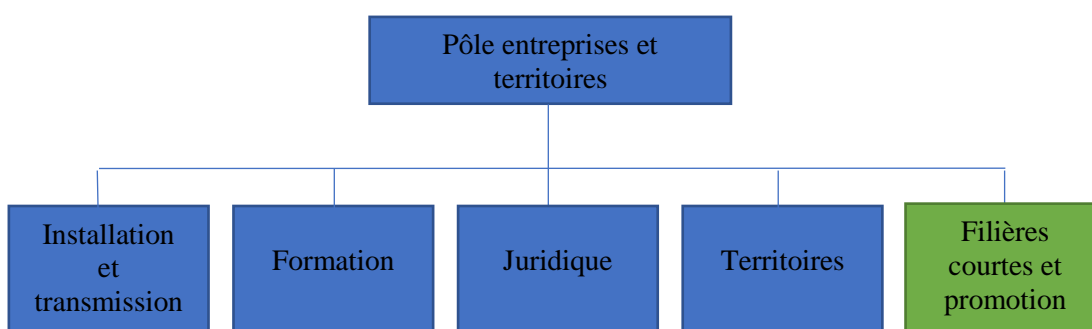 Pôle entreprises et
territoires
Installation
et
transmission
Formation
Juridique
Territoires
Filières
courtes et
promotion